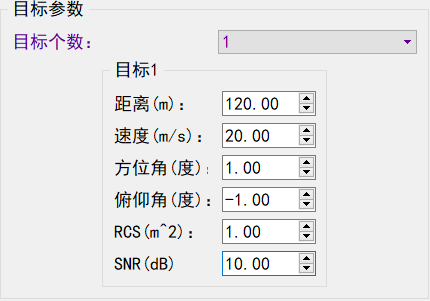 目标参数
目标个数： 1
目标1
距离(m)： 120.00
速度(m/s)： 20.00
方位角(度)： 1.00
俯仰角(度)： -1.00
RCS(m^2)： 1.00
SNR(dB) 10.00